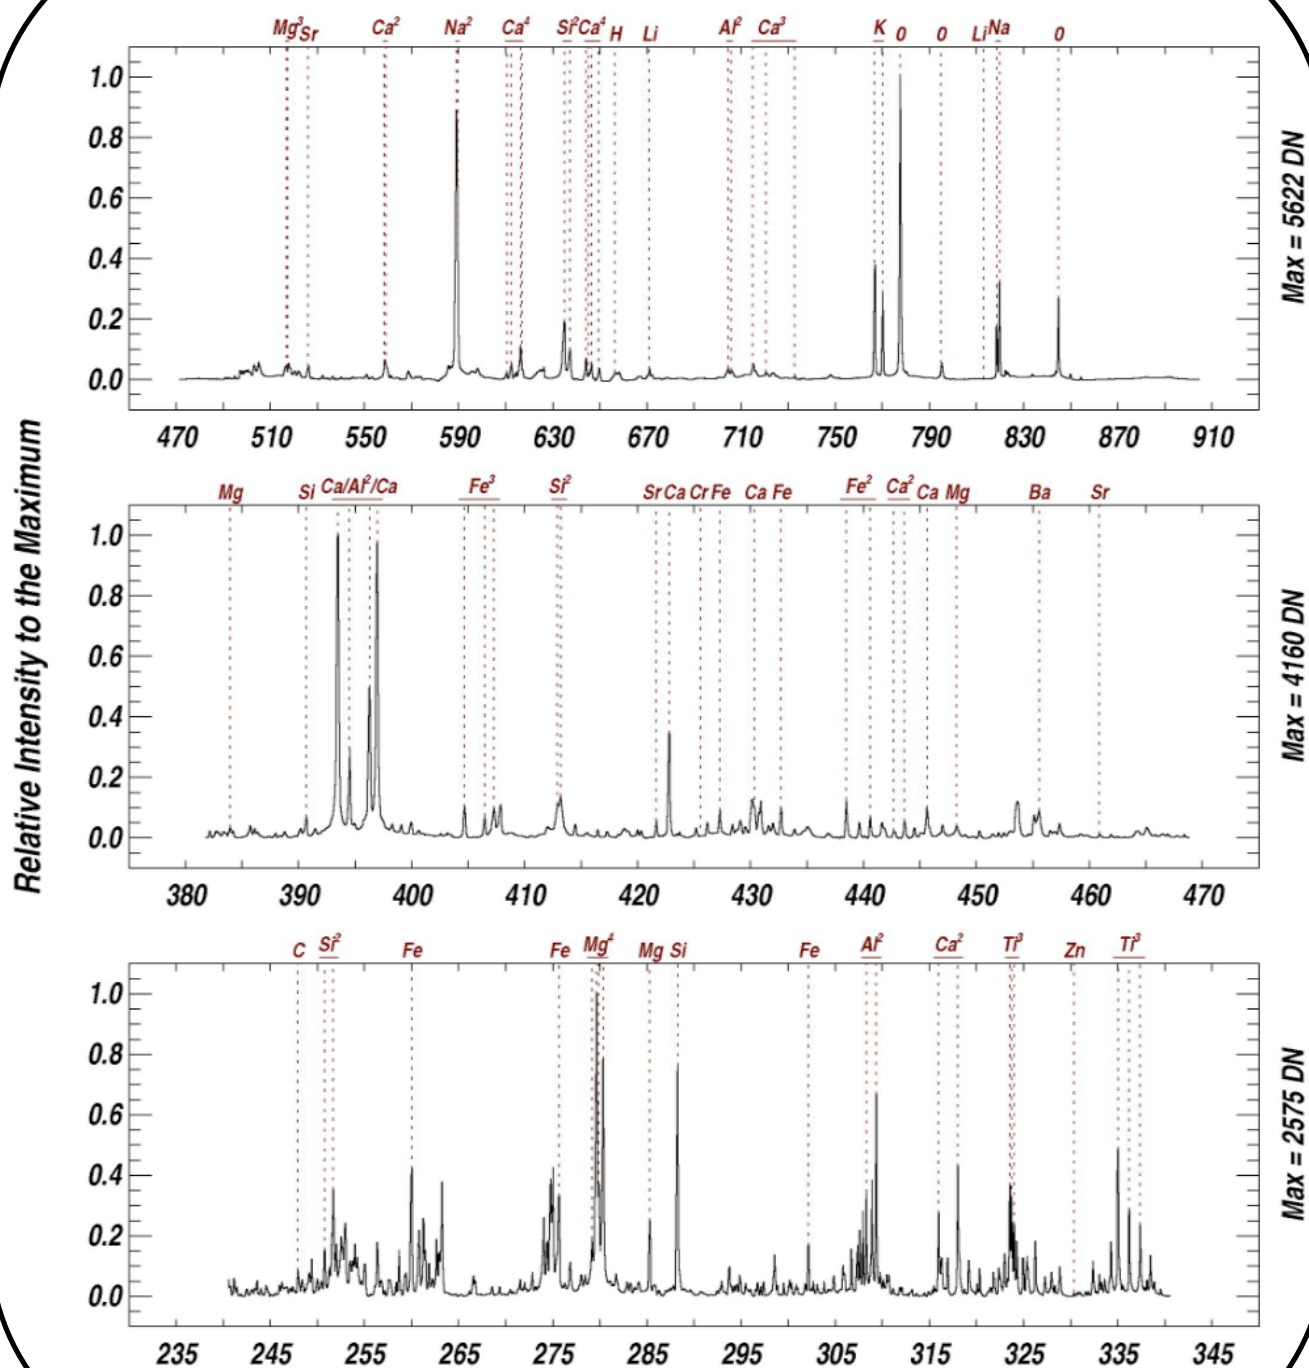 Mg³ Sr Ca² Na² Ca⁴ Si² Ca⁴ H Li Al² Ca³ K O O Li Na O
1.0
0.8
0.6
0.4
0.2
0.0
470 510 550 590 630 670 710 750 790 830 870 910
Max = 5622 DN
Mg Si Ca/Al²/Ca Fe³ Si² Sr Ca Cr Fe Ca Fe Fe² Ca² Ca Mg Ba Sr
1.0
0.8
0.6
0.4
0.2
0.0
380 390 400 410 420 430 440 450 460 470
Max = 4160 DN
Relative Intensity to the Maximum
C Si² Fe Fe Mg⁴ Mg Si Fe Al² Ca² Ti³ Zn Ti³
1.0
0.8
0.6
0.4
0.2
0.0
235 245 255 265 275 285 295 305 315 325 335 345
Max = 2575 DN